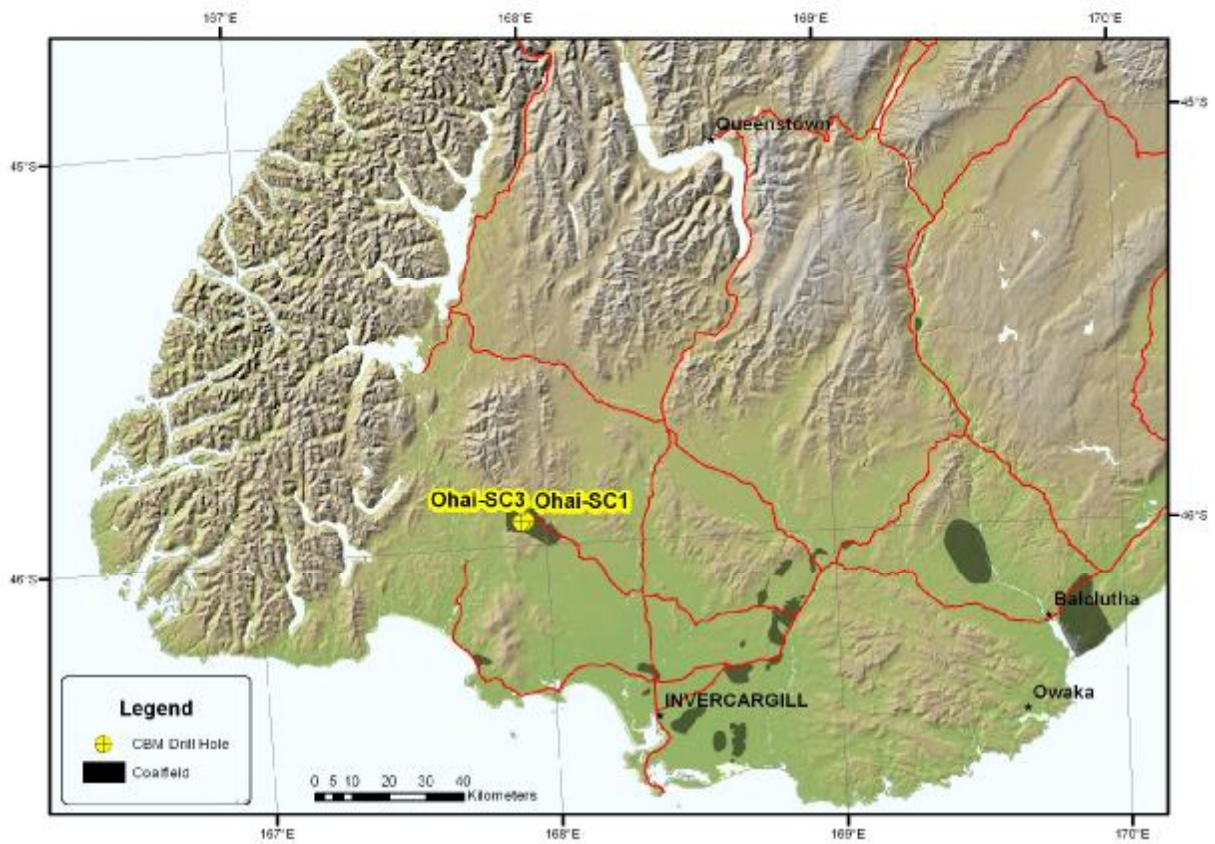 167°E 168°E 169°E 170°E
45°S
Queenstown
45°S
Ohai-SC3 Ohai-SC1
46°S
46°S
Balclutha
Owaka
INVERCARGILL
Legend
CBM Drill Hole
Coalfield
0 5 10 20 30 40
Kilometers
167°E 168°E 169°E 170°E